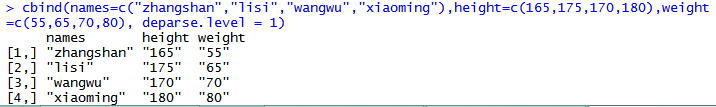 > cbind(names=c("zhangshan","lisi","wangwu","xiaoming"),height=c(165,175,170,180),weight
=c(55,65,70,80), deparse.level = 1)
     names       height weight
[1,] "zhangshan" "165"  "55"
[2,] "lisi"      "175"  "65"
[3,] "wangwu"    "170"  "70"
[4,] "xiaoming"  "180"  "80"